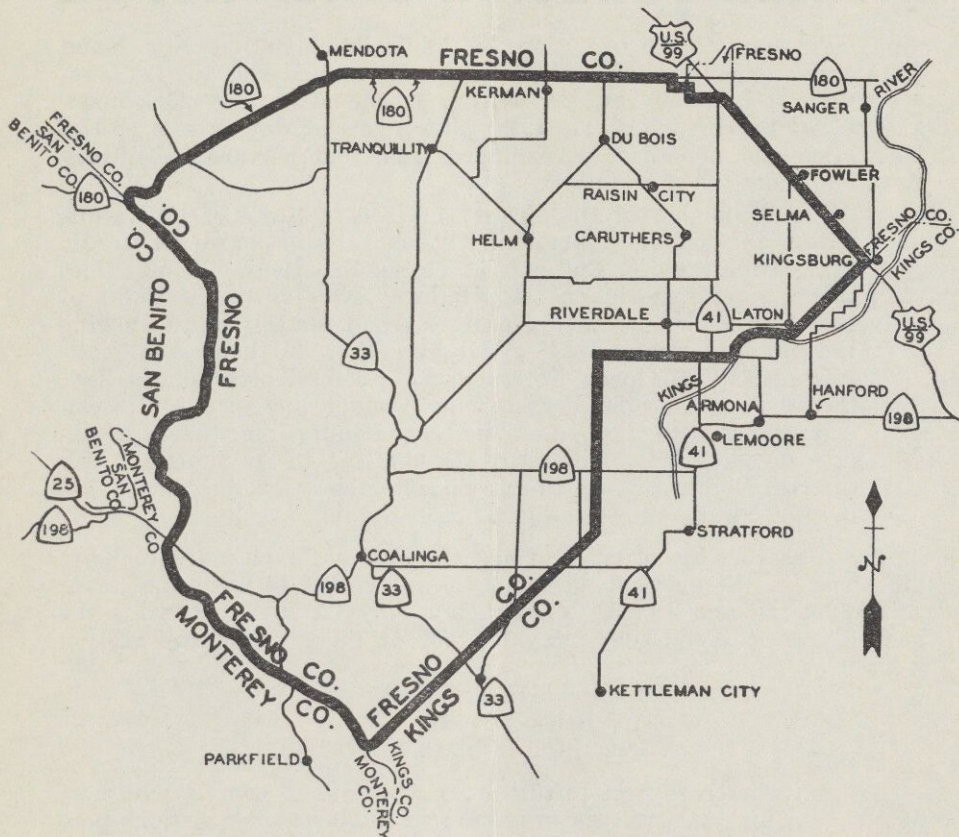 U.S.
99
FRESNO
MENDOTA
FRESNO CO.
180
180
KERMAN
180
SANGER
RIVER
FRESNO CO.
SAN
BENITO CO.
180
TRANQUILLITY
DU BOIS
FOWLER
RAISIN CITY
SELMA
HELM
CARUTHERS
KINGSBURG
FRESNO CO.
KINGS CO.
CO.
CO.
SAN BENITO
FRESNO
RIVERDALE
41
LATON
U.S.
99
33
KINGS
HANFORD
ARMONA
198
LEMOORE
41
MONTEREY
SAN
BENITO CO.
CO
25
198
198
STRATFORD
COALINGA
198
33
CO.
CO.
41
FRESNO CO.
MONTEREY CO.
FRESNO
KINGS
33
KETTLEMAN CITY
PARKFIELD
KINGS CO.
MONTEREY
CO.
N